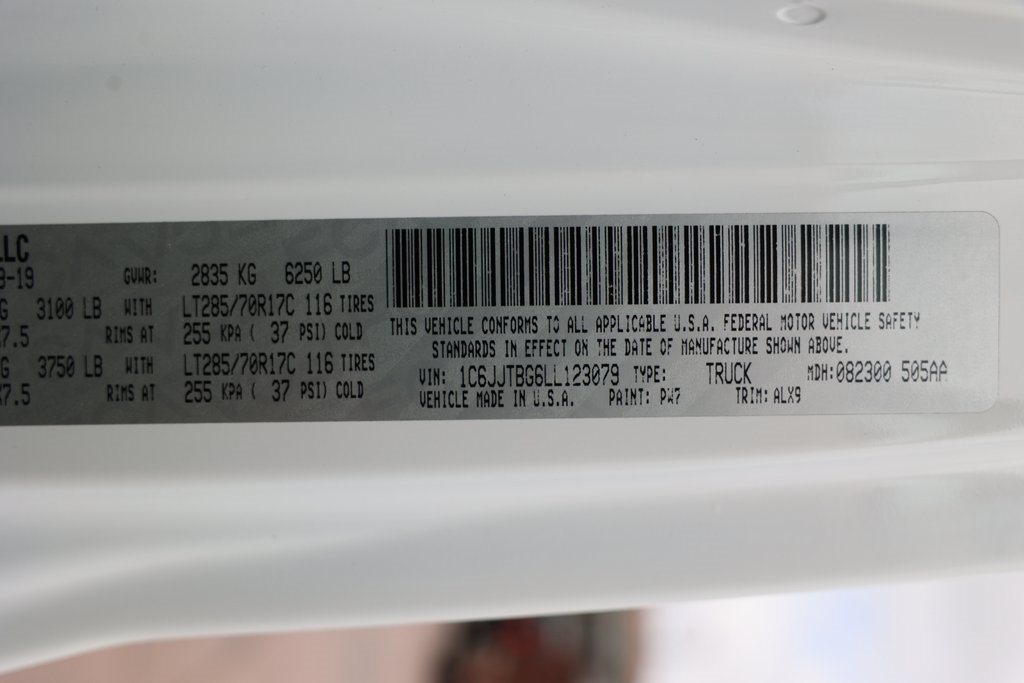 LLC
-19
GVWR: 2835 KG 6250 LB
3100 LB WITH LT285/70R17C 116 TIRES
7.5 RIMS AT 255 KPA ( 37 PSI) COLD
3750 LB WITH LT285/70R17C 116 TIRES
7.5 RIMS AT 255 KPA ( 37 PSI) COLD
THIS VEHICLE CONFORMS TO ALL APPLICABLE U.S.A. FEDERAL MOTOR VEHICLE SAFETY
STANDARDS IN EFFECT ON THE DATE OF MANUFACTURE SHOWN ABOVE.
VIN: 1C6JJTBG6LL123079 TYPE: TRUCK MDH:082300 505AA
VEHICLE MADE IN U.S.A. PAINT: PW7 TRIM: ALX9